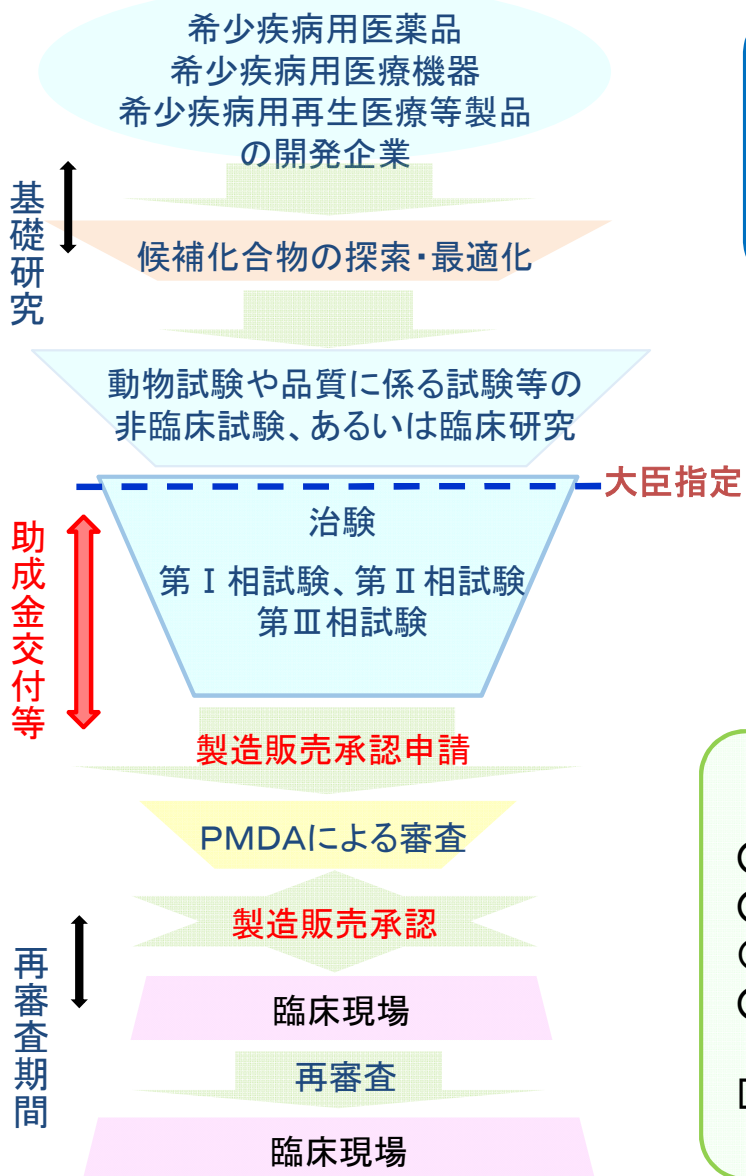 希少疾病用医薬品
希少疾病用医療機器
希少疾病用再生医療等製品
の開発企業
基礎研究
候補化合物の探索・最適化
動物試験や品質に係る試験等の
非臨床試験、あるいは臨床研究
大臣指定
治験
第Ⅰ相試験、第Ⅱ相試験
第Ⅲ相試験
助成金交付等
製造販売承認申請
PMDAによる審査
製造販売承認
再審査期間
臨床現場
再審査
臨床現場